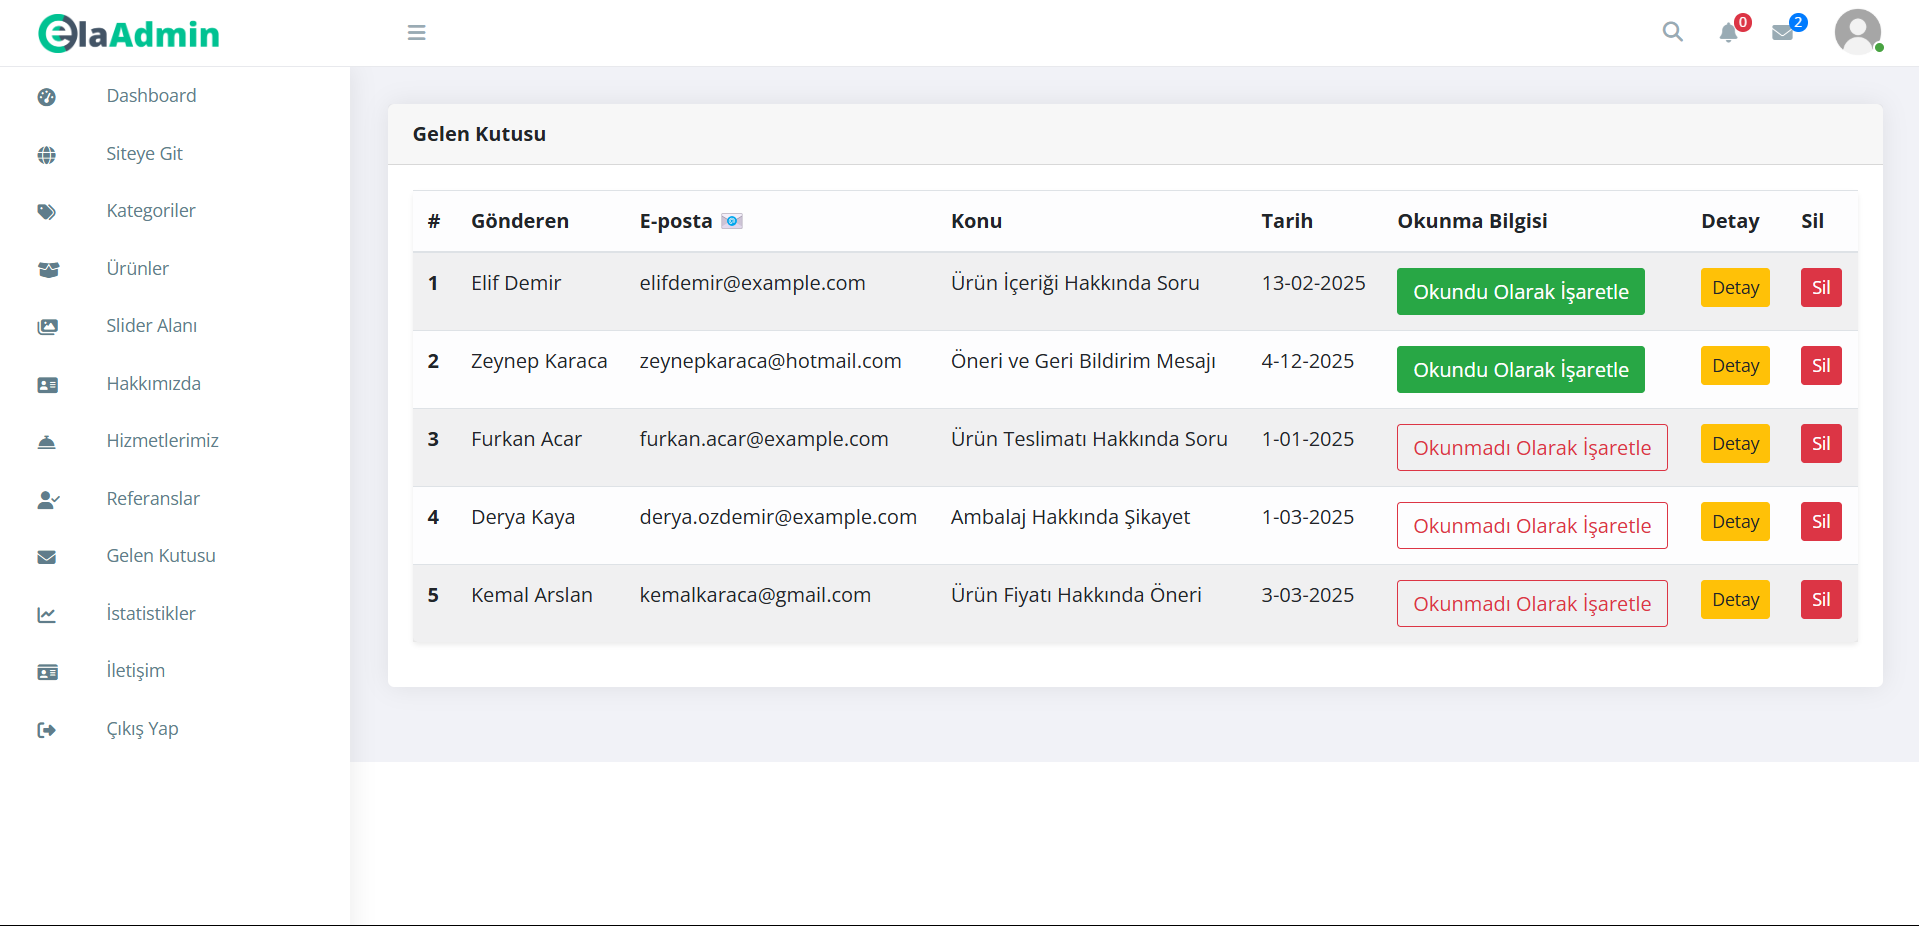 elaAdmin
0
2
Dashboard
Siteye Git
Kategoriler
Ürünler
Slider Alanı
Hakkımızda
Hizmetlerimiz
Referanslar
Gelen Kutusu
İstatistikler
İletişim
Çıkış Yap
Gelen Kutusu
# Gönderen E-posta 📧 Konu Tarih Okunma Bilgisi Detay Sil
1 Elif Demir elifdemir@example.com Ürün İçeriği Hakkında Soru 13-02-2025 Okundu Olarak İşaretle Detay Sil
2 Zeynep Karaca zeynepkaraca@hotmail.com Öneri ve Geri Bildirim Mesajı 4-12-2025 Okundu Olarak İşaretle Detay Sil
3 Furkan Acar furkan.acar@example.com Ürün Teslimatı Hakkında Soru 1-01-2025 Okunmadı Olarak İşaretle Detay Sil
4 Derya Kaya derya.ozdemir@example.com Ambalaj Hakkında Şikayet 1-03-2025 Okunmadı Olarak İşaretle Detay Sil
5 Kemal Arslan kemalkaraca@gmail.com Ürün Fiyatı Hakkında Öneri 3-03-2025 Okunmadı Olarak İşaretle Detay Sil